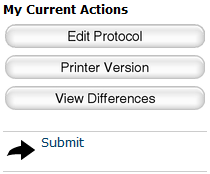 My Current Actions
Edit Protocol
Printer Version
View Differences
Submit